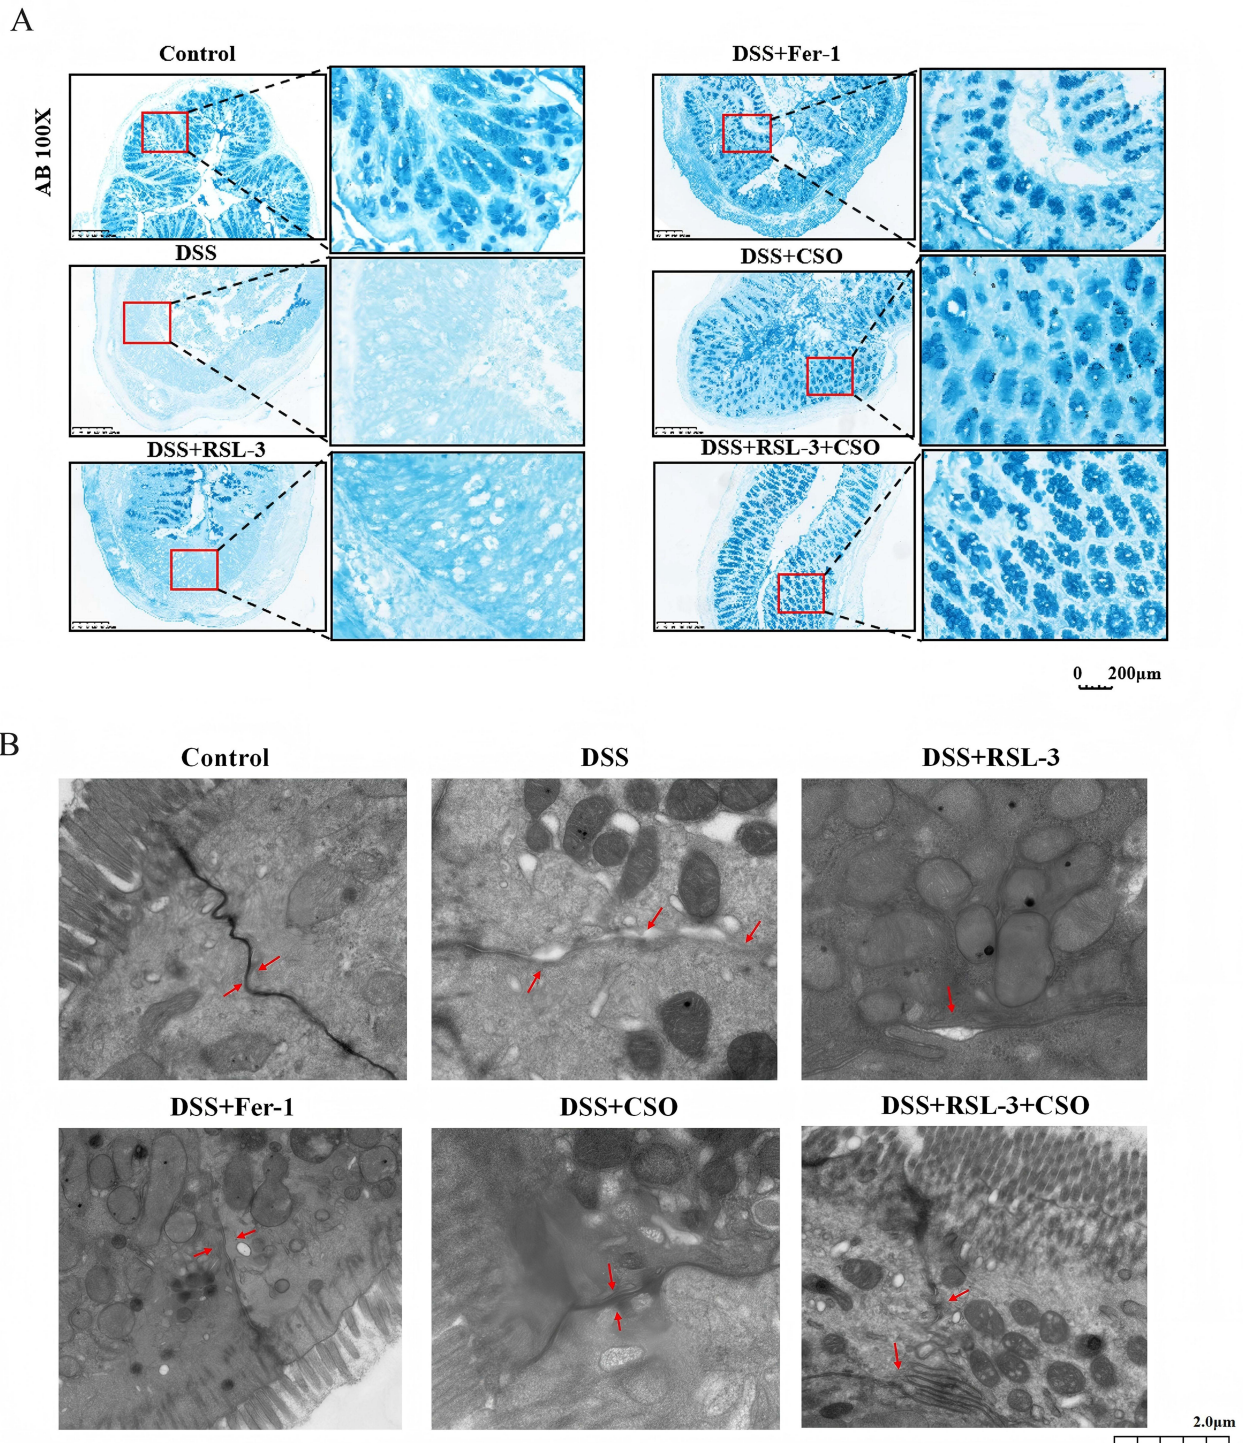 A
Control
DSS+Fer-1
AB 100X
DSS
DSS+CSO
DSS+RSL-3
DSS+RSL-3+CSO
0 200μm
B
Control
DSS
DSS+RSL-3
DSS+Fer-1
DSS+CSO
DSS+RSL-3+CSO
2.0μm